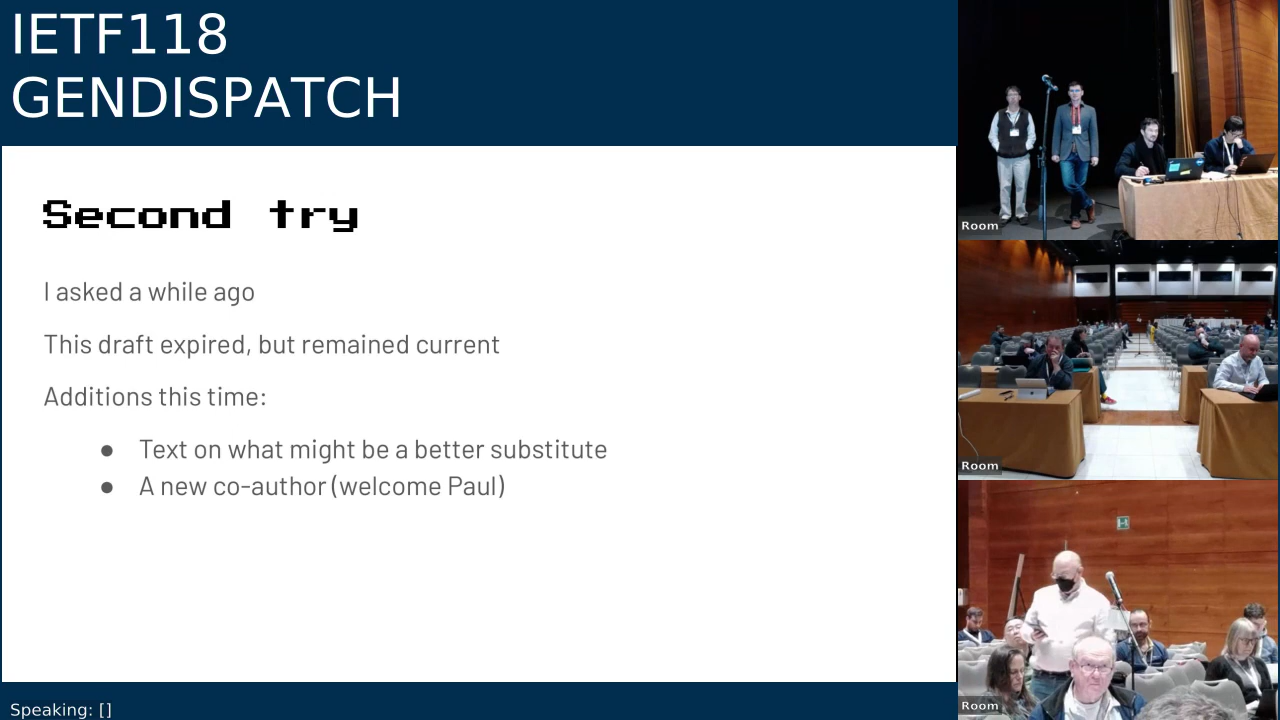 IETF118
GENDISPATCH
Second try
I asked a while ago
This draft expired, but remained current
Additions this time:
● Text on what might be a better substitute
● A new co-author (welcome Paul)
Speaking: []
Room
Room
Room